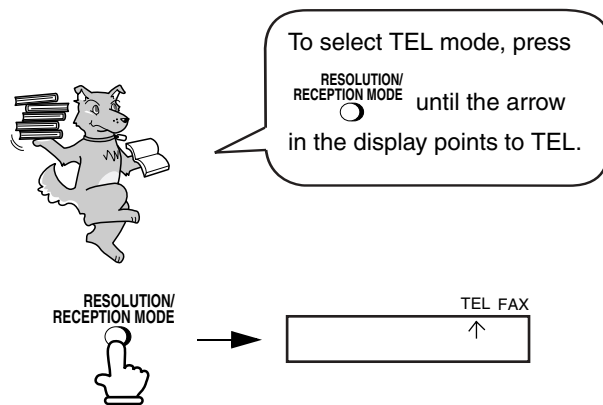 To select TEL mode, press
RESOLUTION/
RECEPTION MODE
until the arrow
in the display points to TEL.
RESOLUTION/
RECEPTION MODE
TEL FAX